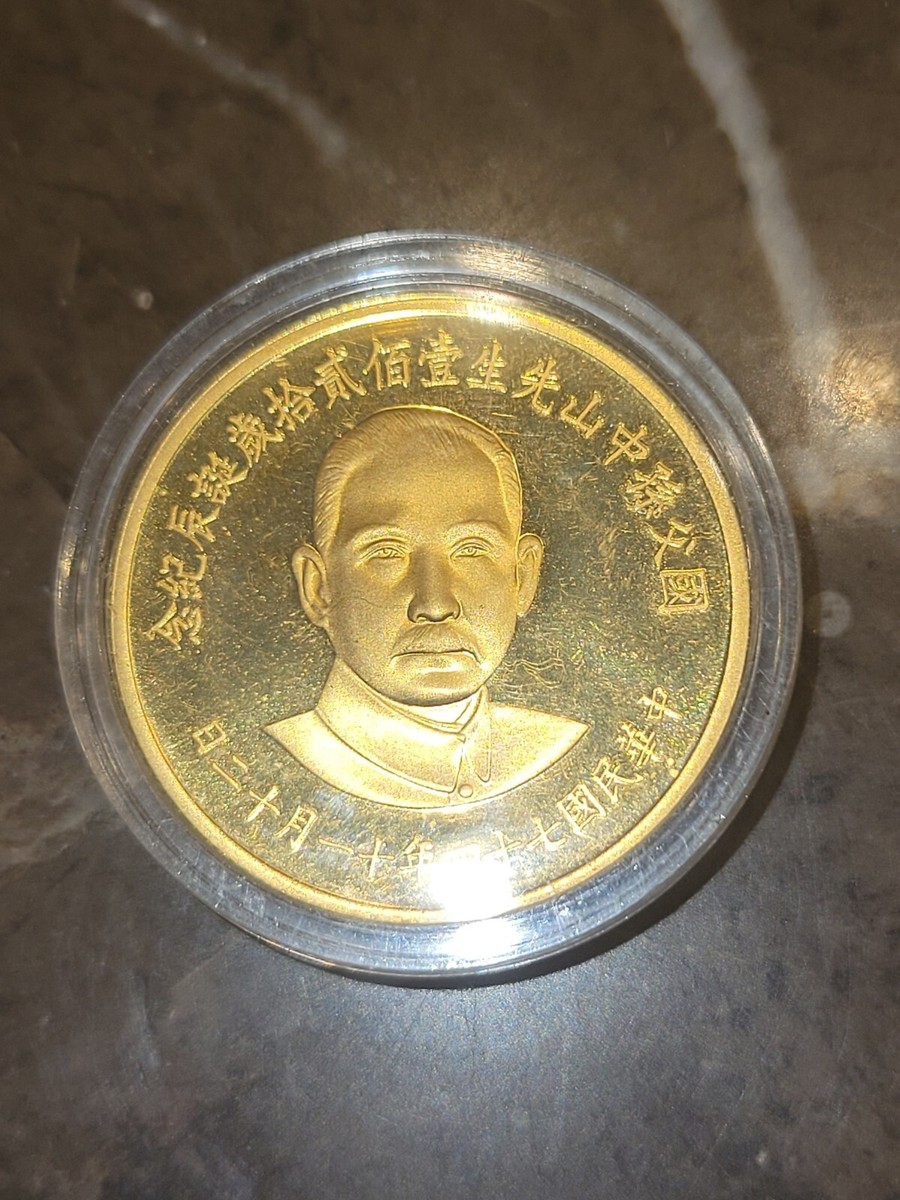 國父孫中山先生壹佰貳拾歲誕辰紀念
中華民國七十四年十一月十二日